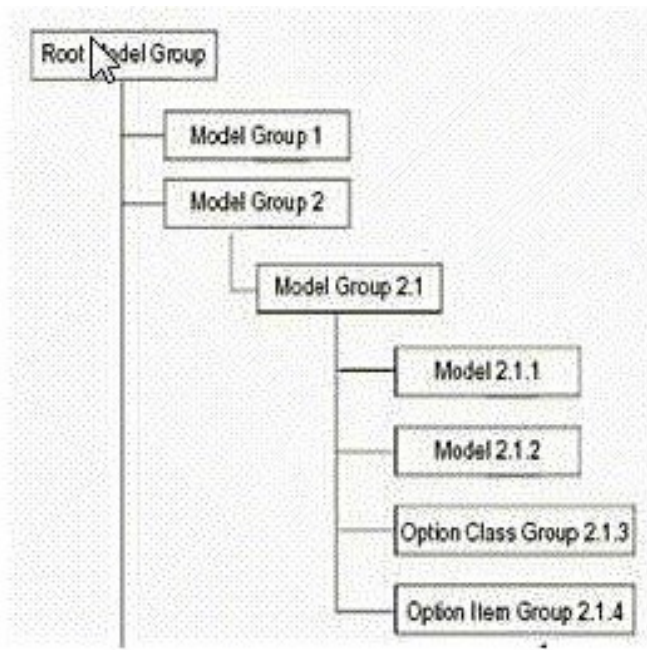 Root Model Group
Model Group 1
Model Group 2
Model Group 2.1
Model 2.1.1
Model 2.1.2
Option Class Group 2.1.3
Option Item Group 2.1.4